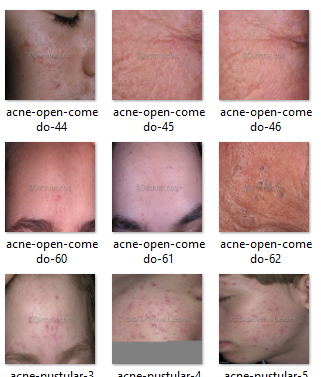 acne-open-come
do-44
acne-open-come
do-45
acne-open-come
do-46
acne-open-come
do-60
acne-open-come
do-61
acne-open-come
do-62
acne-pustular-3
acne-pustular-4
acne-pustular-5